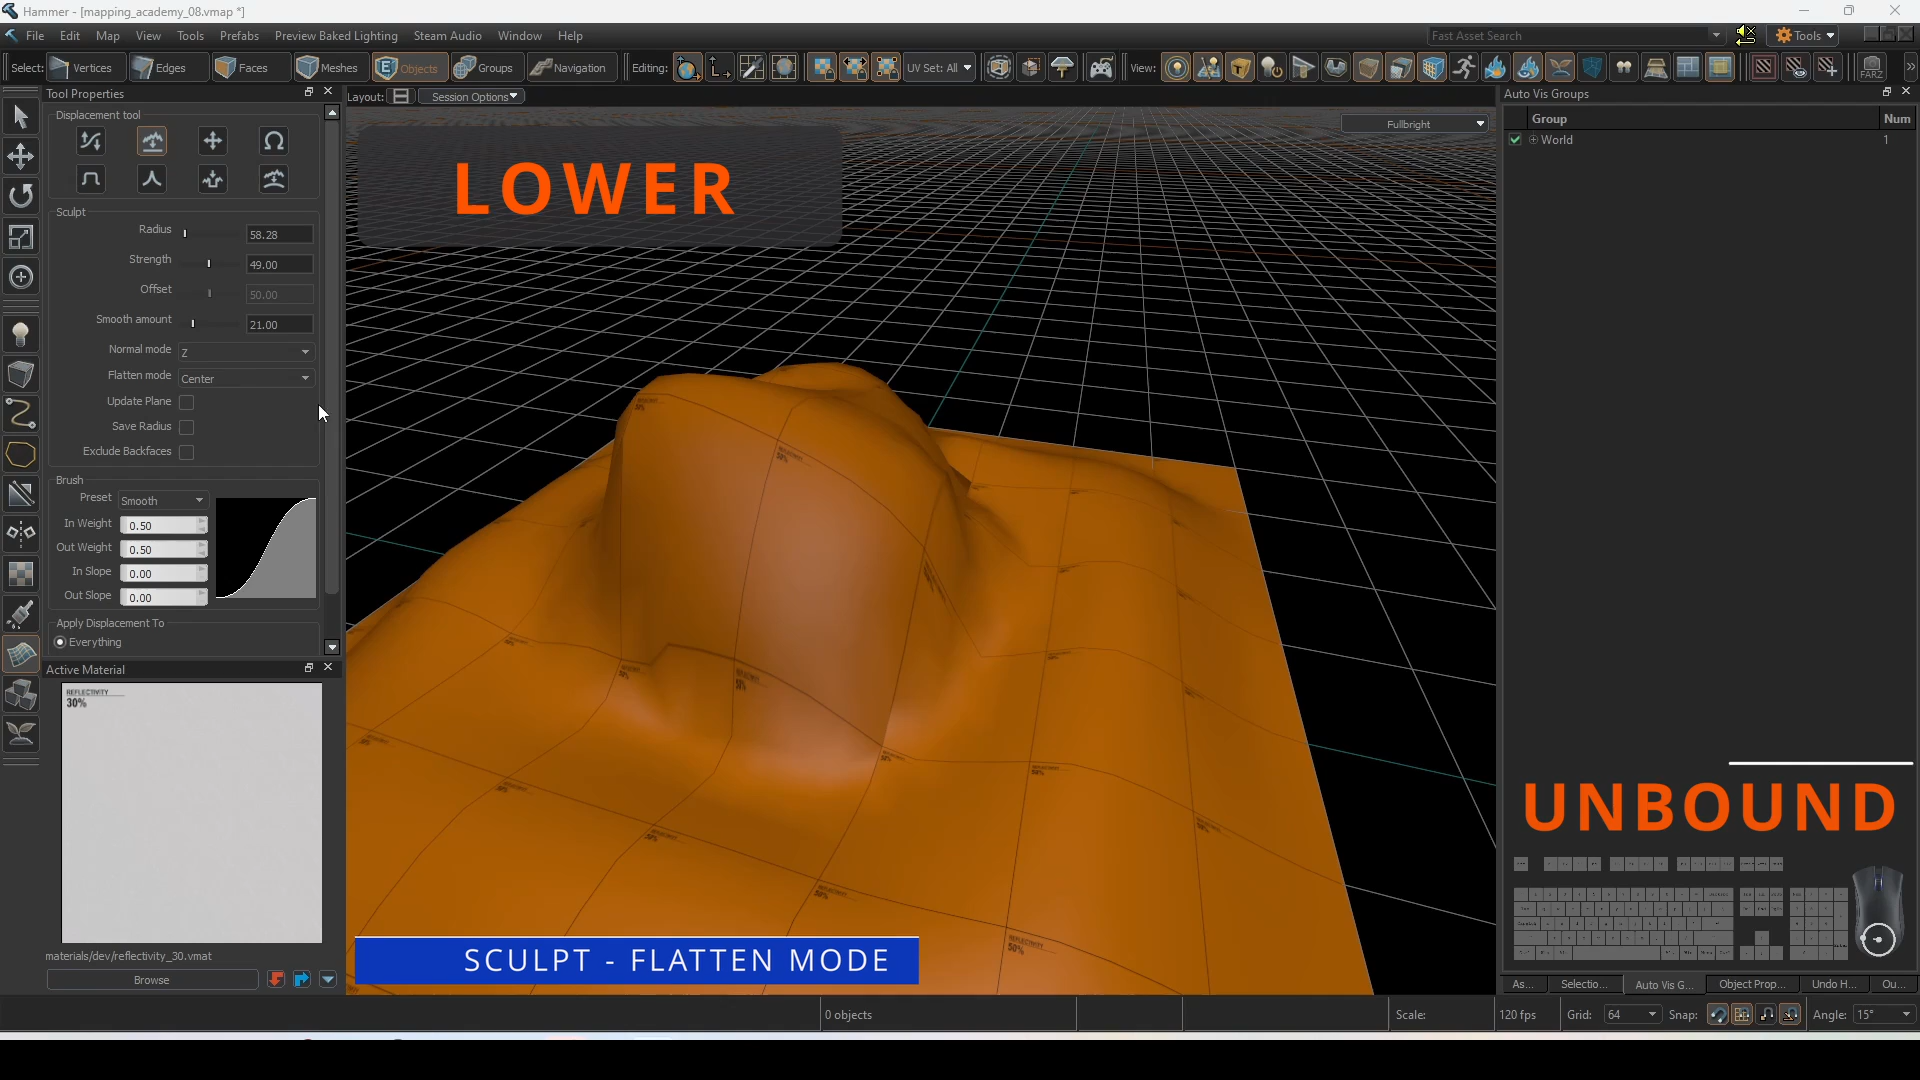 Hammer - [mapping_academy_08.vmap *]
File Edit Map View Tools Prefabs Preview Baked Lighting Steam Audio Window Help
Fast Asset Search
Tools
Select: Vertices Edges Faces Meshes Objects Groups Navigation Editing: UV Set: All View:
FARZ
Tool Properties
Layout: Session Options
Auto Vis Groups
Displacement tool
Fullbright
Group Num
World 1
LOWER
Sculpt
Radius 58.28
Strength 49.00
Offset 50.00
Smooth amount 21.00
Normal mode Z
Flatten mode Center
Update Plane
Save Radius
Exclude Backfaces
Brush
Preset Smooth
In Weight 0.50
Out Weight 0.50
In Slope 0.00
Out Slope 0.00
Apply Displacement To
Everything
Active Material
REFLECTIVITY
30%
materials/dev/reflectivity_30.vmat
Browse
REFLECTIVITY
50%
SCULPT - FLATTEN MODE
UNBOUND
As... Selectio... Auto Vis G... Object Prop... Undo H... Ou...
0 objects Scale: 120 fps Grid: 64 Snap: Angle: 15°